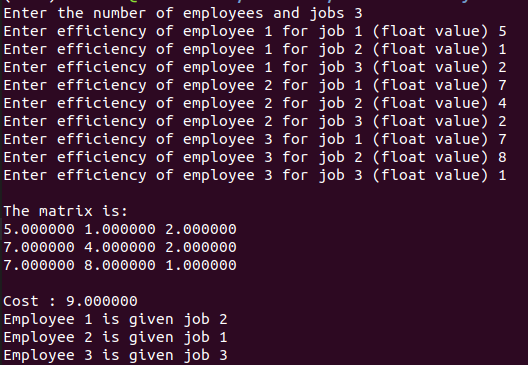 Enter the number of employees and jobs 3
Enter efficiency of employee 1 for job 1 (float value) 5
Enter efficiency of employee 1 for job 2 (float value) 1
Enter efficiency of employee 1 for job 3 (float value) 2
Enter efficiency of employee 2 for job 1 (float value) 7
Enter efficiency of employee 2 for job 2 (float value) 4
Enter efficiency of employee 2 for job 3 (float value) 2
Enter efficiency of employee 3 for job 1 (float value) 7
Enter efficiency of employee 3 for job 2 (float value) 8
Enter efficiency of employee 3 for job 3 (float value) 1
The matrix is:
5.000000 1.000000 2.000000
7.000000 4.000000 2.000000
7.000000 8.000000 1.000000
Cost : 9.000000
Employee 1 is given job 2
Employee 2 is given job 1
Employee 3 is given job 3